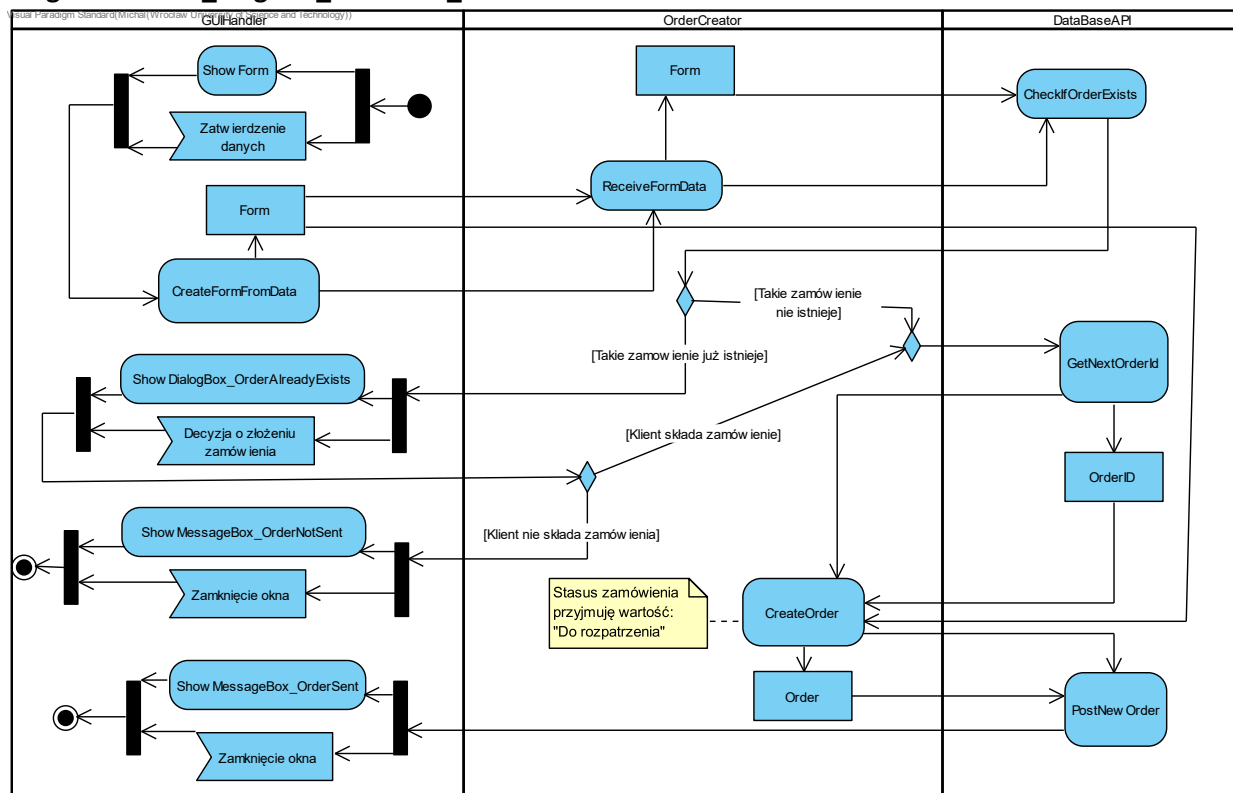 Visual Paradigm Standard(Michal(Wroclaw University of Science and Technology))
GUIHandler
OrderCreator
DataBaseAPI
Show Form
Zatwierdzenie
danych
Form
CheckIfOrderExists
Form
ReceiveFormData
CreateFormFromData
[Takie zamówienie
nie istnieje]
[Takie zamowienie już istnieje]
GetNextOrderId
Show DialogBox_OrderAlreadyExists
Decyzja o złożeniu
zamówienia
[Klient składa zamówienie]
OrderID
Show MessageBox_OrderNotSent
[Klient nie składa zamówienia]
Zamknięcie okna
Stasus zamówienia
przyjmuję wartość:
"Do rozpatrzenia"
CreateOrder
Show MessageBox_OrderSent
Order
PostNewOrder
Zamknięcie okna